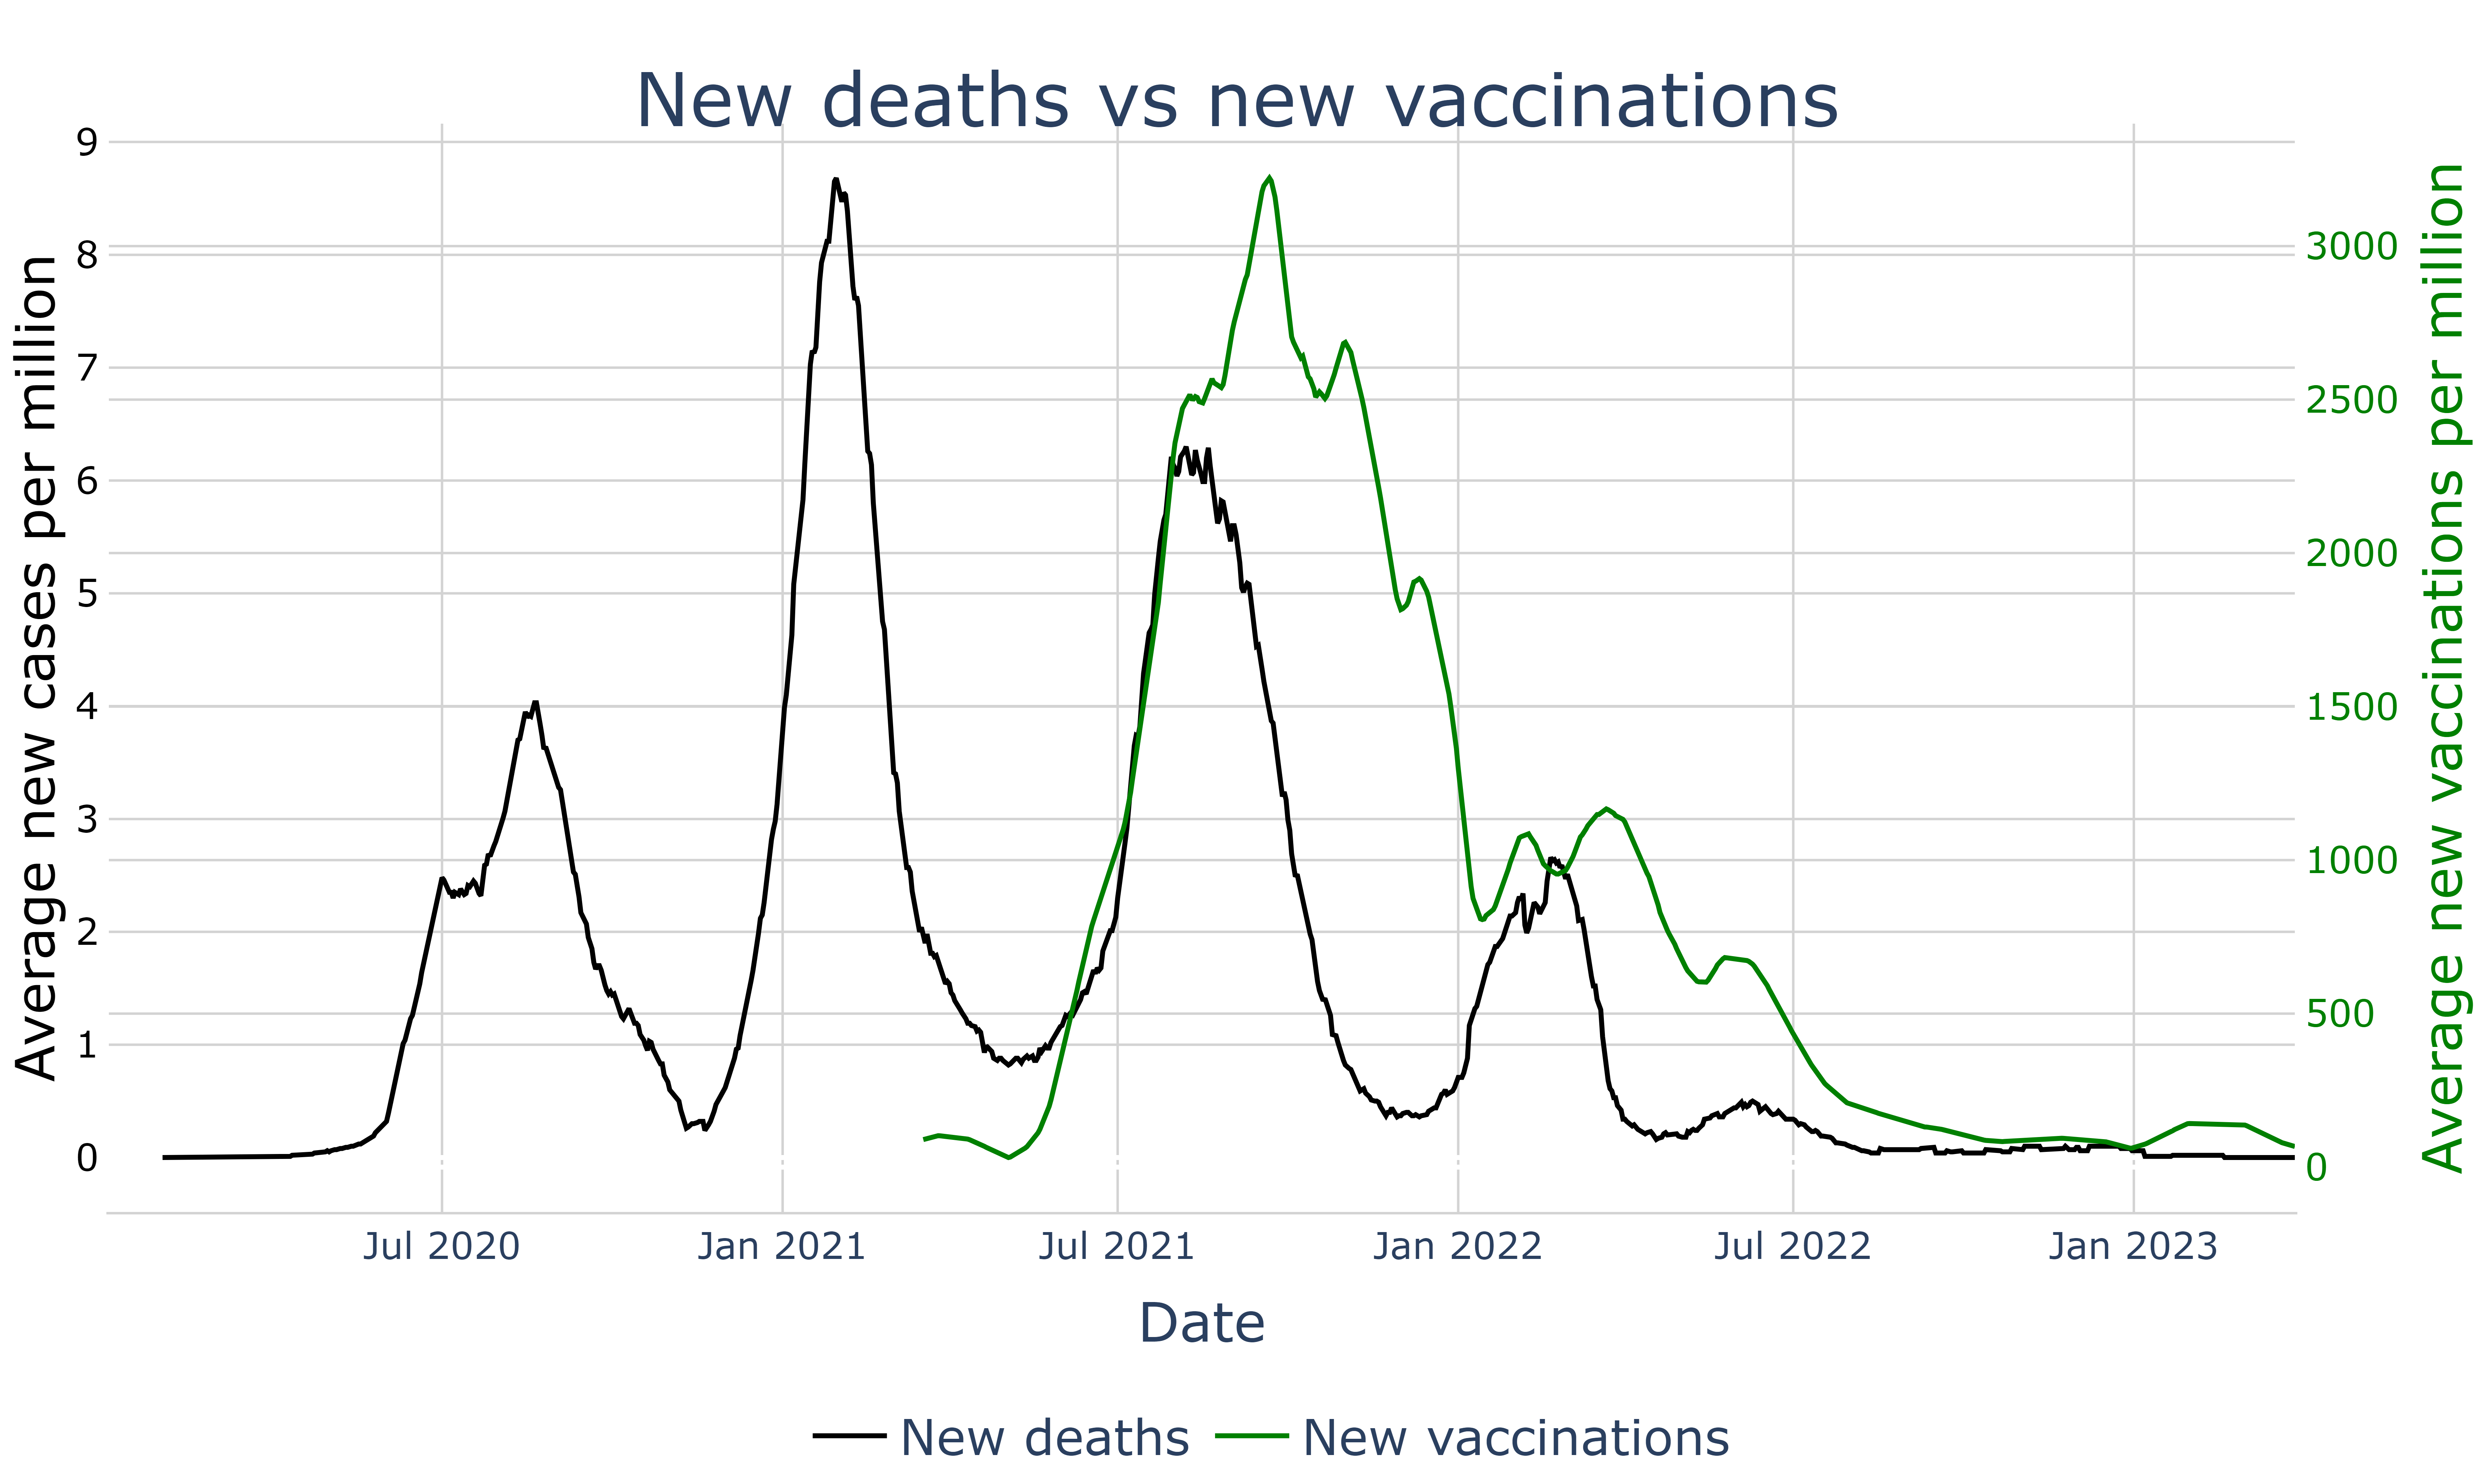 New deaths vs new vaccinations
9
8
7
6
5
4
3
2
1
0
Average new cases per million
3000
2500
2000
1500
1000
500
0
Average new vaccinations per million
Jul 2020
Jan 2021
Jul 2021
Jan 2022
Jul 2022
Jan 2023
Date
New deaths
New vaccinations